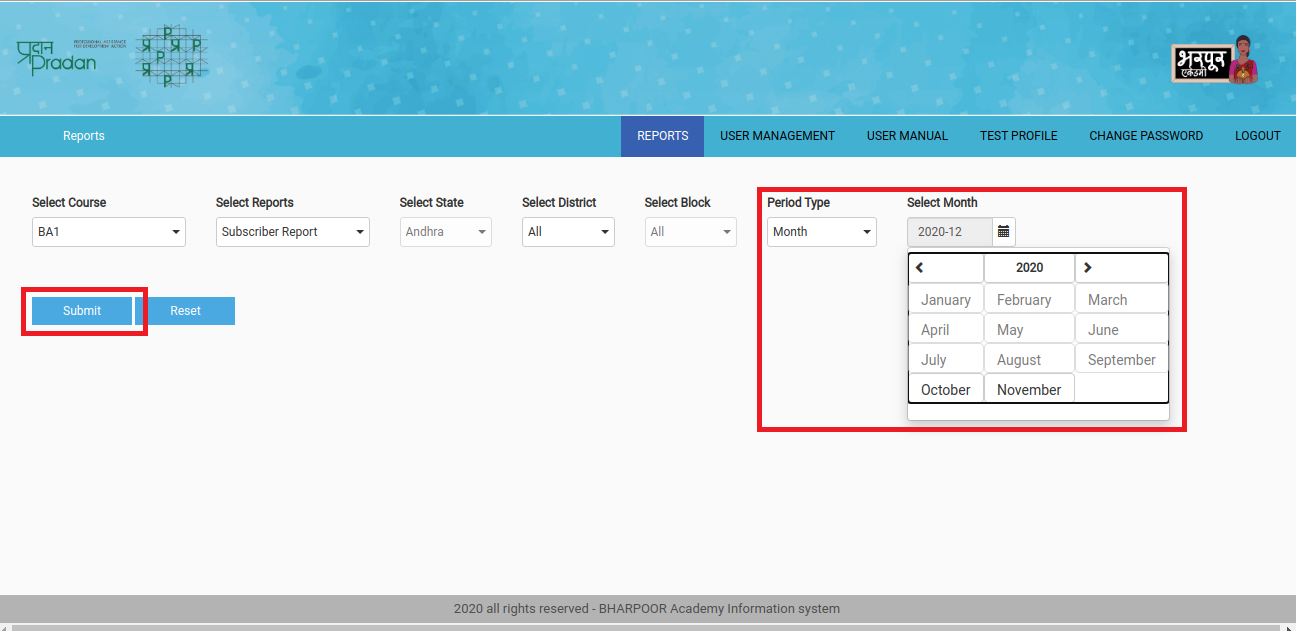 प्रदान
Pradan
PROFESSIONAL ASSISTANCE
FOR DEVELOPMENT ACTION
P
प्र प्र P
P
प्र प्र
P
भरपूर
एकेडमी
Reports
REPORTS USER MANAGEMENT USER MANUAL TEST PROFILE CHANGE PASSWORD LOGOUT
Select Course Select Reports Select State Select District Select Block Period Type Select Month
BA1 Subscriber Report Andhra All All Month 2020-12
2020
January February March
Submit Reset
April May June
July August September
October November
2020 all rights reserved - BHARPOOR Academy Information system